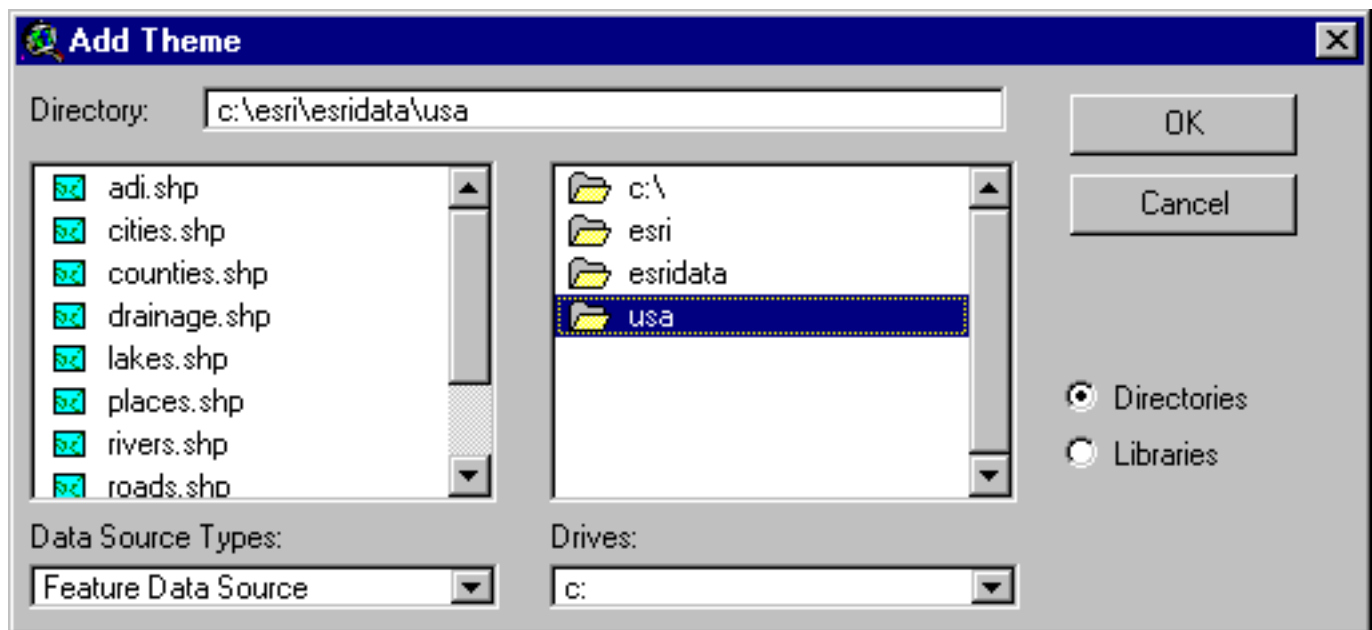 Add Theme
Directory:
c:\esri\esridata\usa
OK
Cancel
adi.shp
cities.shp
counties.shp
drainage.shp
lakes.shp
places.shp
rivers.shp
roads.shp
c:\
esri
esridata
usa
Directories
Libraries
Data Source Types:
Feature Data Source
Drives:
c: